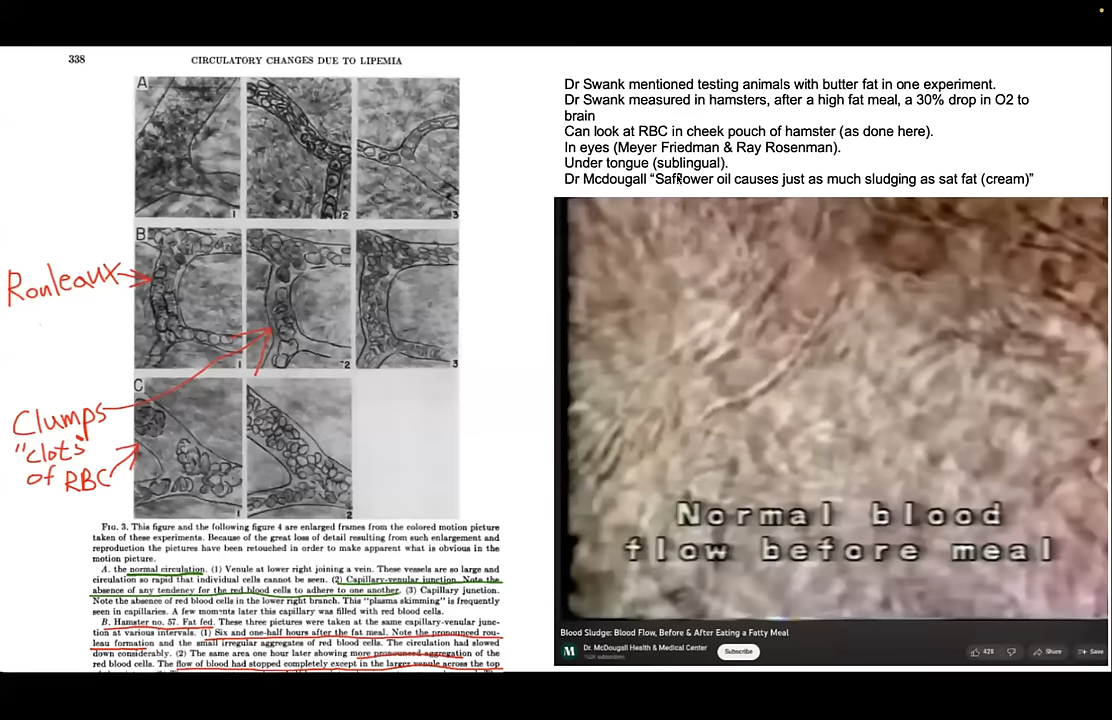 338
CIRCULATORY CHANGES DUE TO LIPEMIA
A
1
2
3
B
1
2
3
C
1
2
Rouleaux
Clumps
"clots"
of RBC
FIG. 3. This figure and the following figure 4 are enlarged frames from the colored motion picture
taken of these experiments. Because of the great loss of detail resulting from such enlargement and
reproduction the pictures have been retouched in order to make apparent what is obvious in the
motion picture.
A. the normal circulation. (1) Venule at lower right joining a vein. These vessels are so large and
circulation so rapid that individual cells cannot be seen. (2) Capillary-venular junction. Note the
absence of any tendency for the red blood cells to adhere to one another. (3) Capillary junction.
Note the absence of red blood cells in the lower right branch. This "plasma skimming" is frequently
seen in capillaries. A few moments later this capillary was filled with red blood cells.
B. Hamster no. 57. Fat fed. These three pictures were taken at the same capillary-venular junc-
tion at various intervals. (1) Six and one-half hours after the fat meal. Note the pronounced rou-
leau formation and the small irregular aggregates of red blood cells. The circulation had slowed
down considerably. (2) The same area one hour later showing more pronounced aggregation of the
red blood cells. The flow of blood had stopped completely except in the larger venule across the top
Dr Swank mentioned testing animals with butter fat in one experiment.
Dr Swank measured in hamsters, after a high fat meal, a 30% drop in O2 to
brain
Can look at RBC in cheek pouch of hamster (as done here).
In eyes (Meyer Friedman & Ray Rosenman).
Under tongue (sublingual).
Dr Mcdougall “Safflower oil causes just as much sludging as sat fat (cream)”
Normal blood
flow before meal
Blood Sludge: Blood Flow, Before & After Eating a Fatty Meal
M
Dr. McDougall Health & Medical Center
subscribers
Subscribe
428
Share
Save